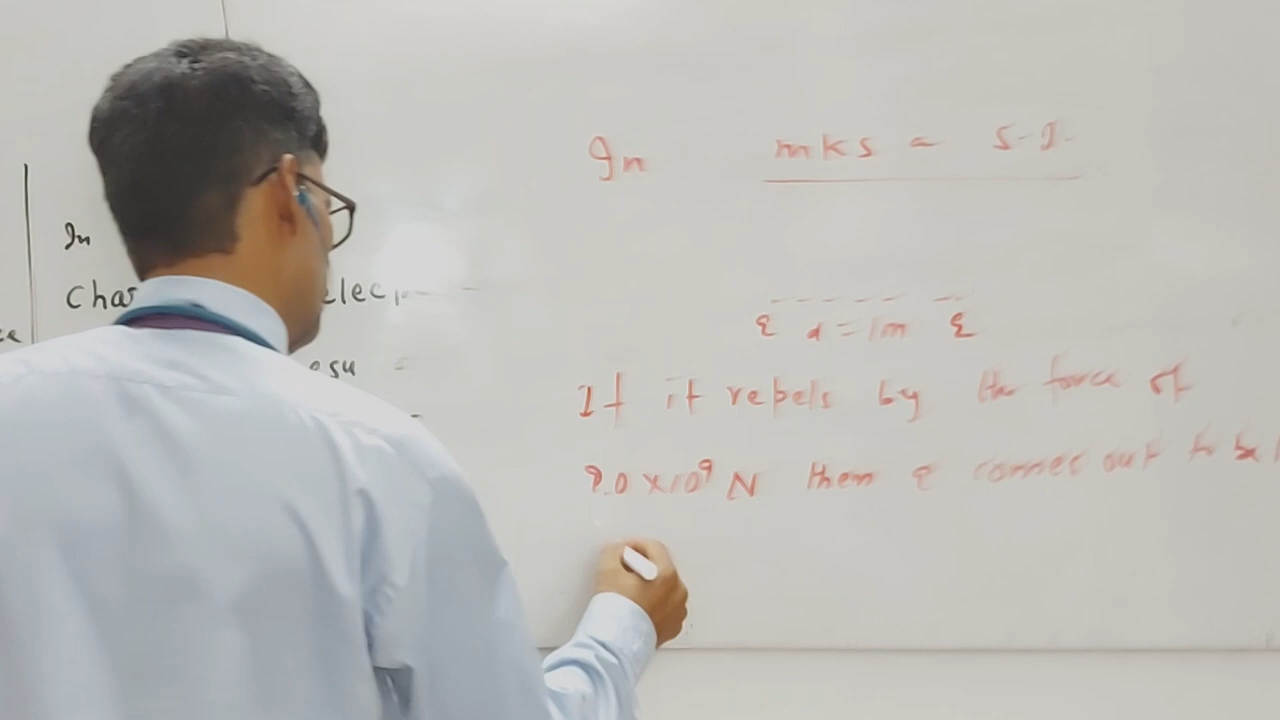 In mks = S.I.
q d = 1m q
If it repels by the force of
9.0 x10⁹ N then q comes out to be
In
Cha elec
esu =